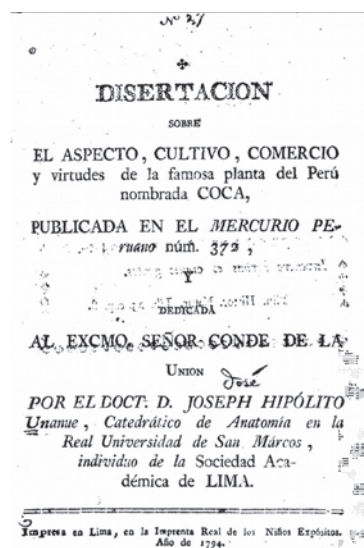 Nº 27
DISERTACION
SOBRE
EL ASPECTO, CULTIVO, COMERCIO
y virtudes de la famosa planta del Perú
nombrada COCA,
PUBLICADA EN EL MERCURIO PE-
ruano núm. 372,
Y
DEDICADA
AL EXCMO. SEÑOR CONDE DE LA
UNION
José
POR EL DOCT. D. JOSEPH HIPÓLITO
Unanue, Catedrático de Anatomía en la
Real Universidad de San Márcos,
individuo de la Sociedad Aca-
démica de LIMA.
Impresa en Lima, en la Imprenta Real de los Niños Expósitos.
Año de 1794.